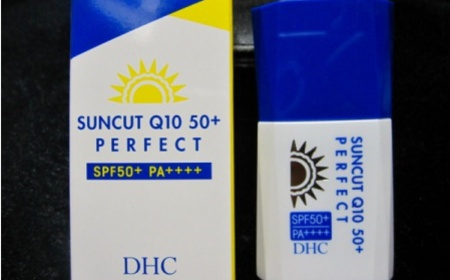 SUNCUT Q10 50+
PERFECT
SPF50+ PA++++
DHC
SUNCUT Q10 50+
PERFECT
SPF50+
PA++++
DHC